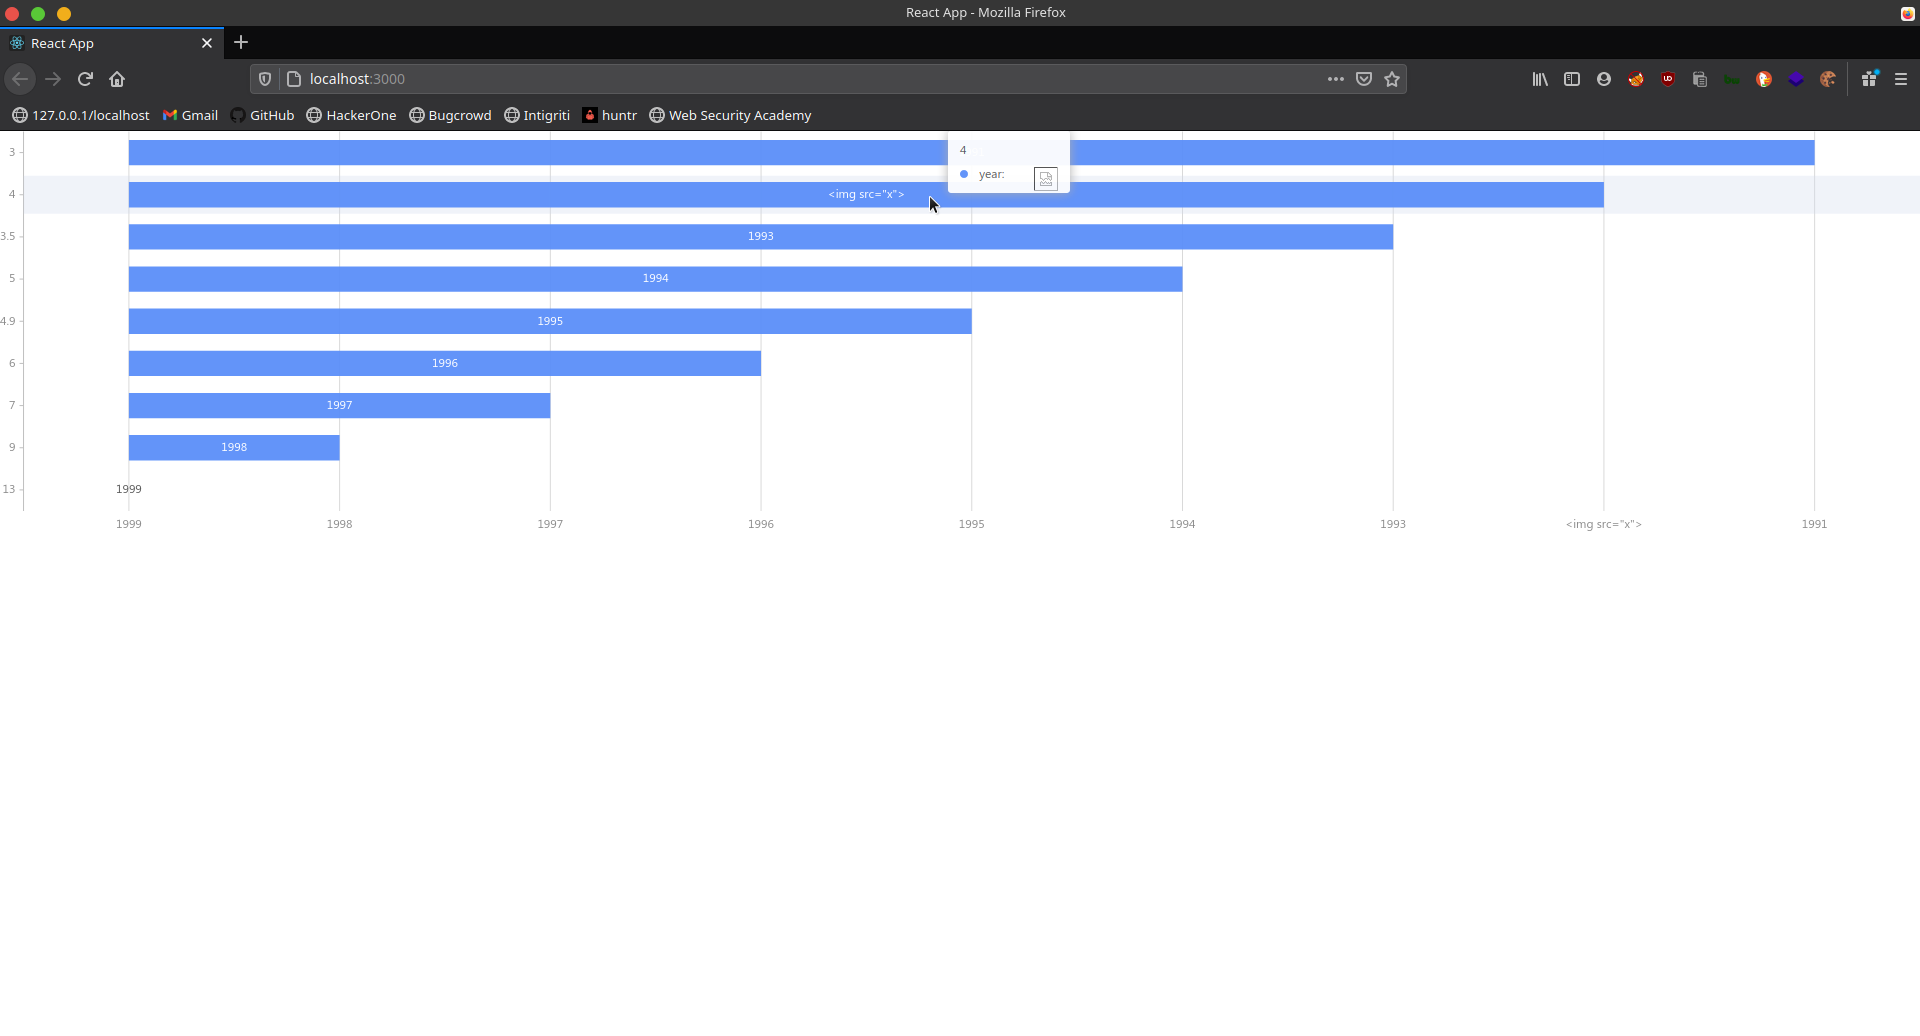 React App - Mozilla Firefox
React App
localhost:3000
127.0.0.1/localhost Gmail GitHub HackerOne Bugcrowd Intigriti huntr Web Security Academy
3
4
year:
4 <img src="x">
3.5 1993
5 1994
4.9 1995
6 1996
7 1997
9 1998
13 1999
1999 1998 1997 1996 1995 1994 1993 <img src="x"> 1991